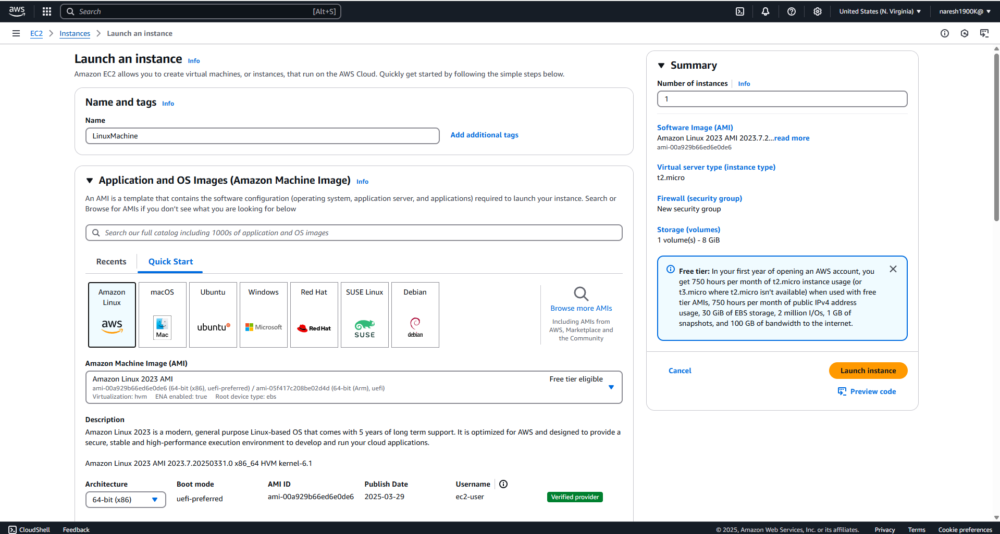 aws
Search [Alt+S]
United States (N. Virginia)
naresh1900K@
EC2
Instances
Launch an instance
Launch an instance Info
Amazon EC2 allows you to create virtual machines, or instances, that run on the AWS Cloud. Quickly get started by following the simple steps below.
Name and tags Info
Name
LinuxMachine
Add additional tags
Application and OS Images (Amazon Machine Image) Info
An AMI is a template that contains the software configuration (operating system, application server, and applications) required to launch your instance. Search or
Browse for AMIs if you don’t see what you are looking for below
Search our full catalog including 1000s of application and OS images
Recents
Quick Start
Amazon
Linux
aws
macOS
Mac
Ubuntu
ubuntu
Windows
Microsoft
Red Hat
Red Hat
SUSE Linux
SUSE
Debian
debian
Browse more AMIs
Including AMIs from
AWS, Marketplace and
the Community
Amazon Machine Image (AMI)
Amazon Linux 2023 AMI
Free tier eligible
ami-00a929b66ed6e0de6 (64-bit (x86), uefi-preferred) / ami-05f417c208be02d4d (64-bit (Arm), uefi)
Virtualization: hvm ENA enabled: true Root device type: ebs
Description
Amazon Linux 2023 is a modern, general purpose Linux-based OS that comes with 5 years of long term support. It is optimized for AWS and designed to provide a
secure, stable and high-performance execution environment to develop and run your cloud applications.
Amazon Linux 2023 AMI 2023.7.20250331.0 x86_64 HVM kernel-6.1
Architecture
64-bit (x86)
Boot mode
uefi-preferred
AMI ID
ami-00a929b66ed6e0de6
Publish Date
2025-03-29
Username
ec2-user
Verified provider
Summary
Number of instances Info
1
Software Image (AMI)
Amazon Linux 2023 AMI 2023.7.2...read more
ami-00a929b66ed6e0de6
Virtual server type (instance type)
t2.micro
Firewall (security group)
New security group
Storage (volumes)
1 volume(s) - 8 GiB
Free tier: In your first year of opening an AWS account, you
get 750 hours per month of t2.micro instance usage (or
t3.micro where t2.micro isn't available) when used with free
tier AMIs, 750 hours per month of public IPv4 address
usage, 30 GiB of EBS storage, 2 million I/Os, 1 GB of
snapshots, and 100 GB of bandwidth to the internet.
Cancel
Launch instance
Preview code
CloudShell
Feedback
© 2025, Amazon Web Services, Inc. or its affiliates.
Privacy
Terms
Cookie preferences